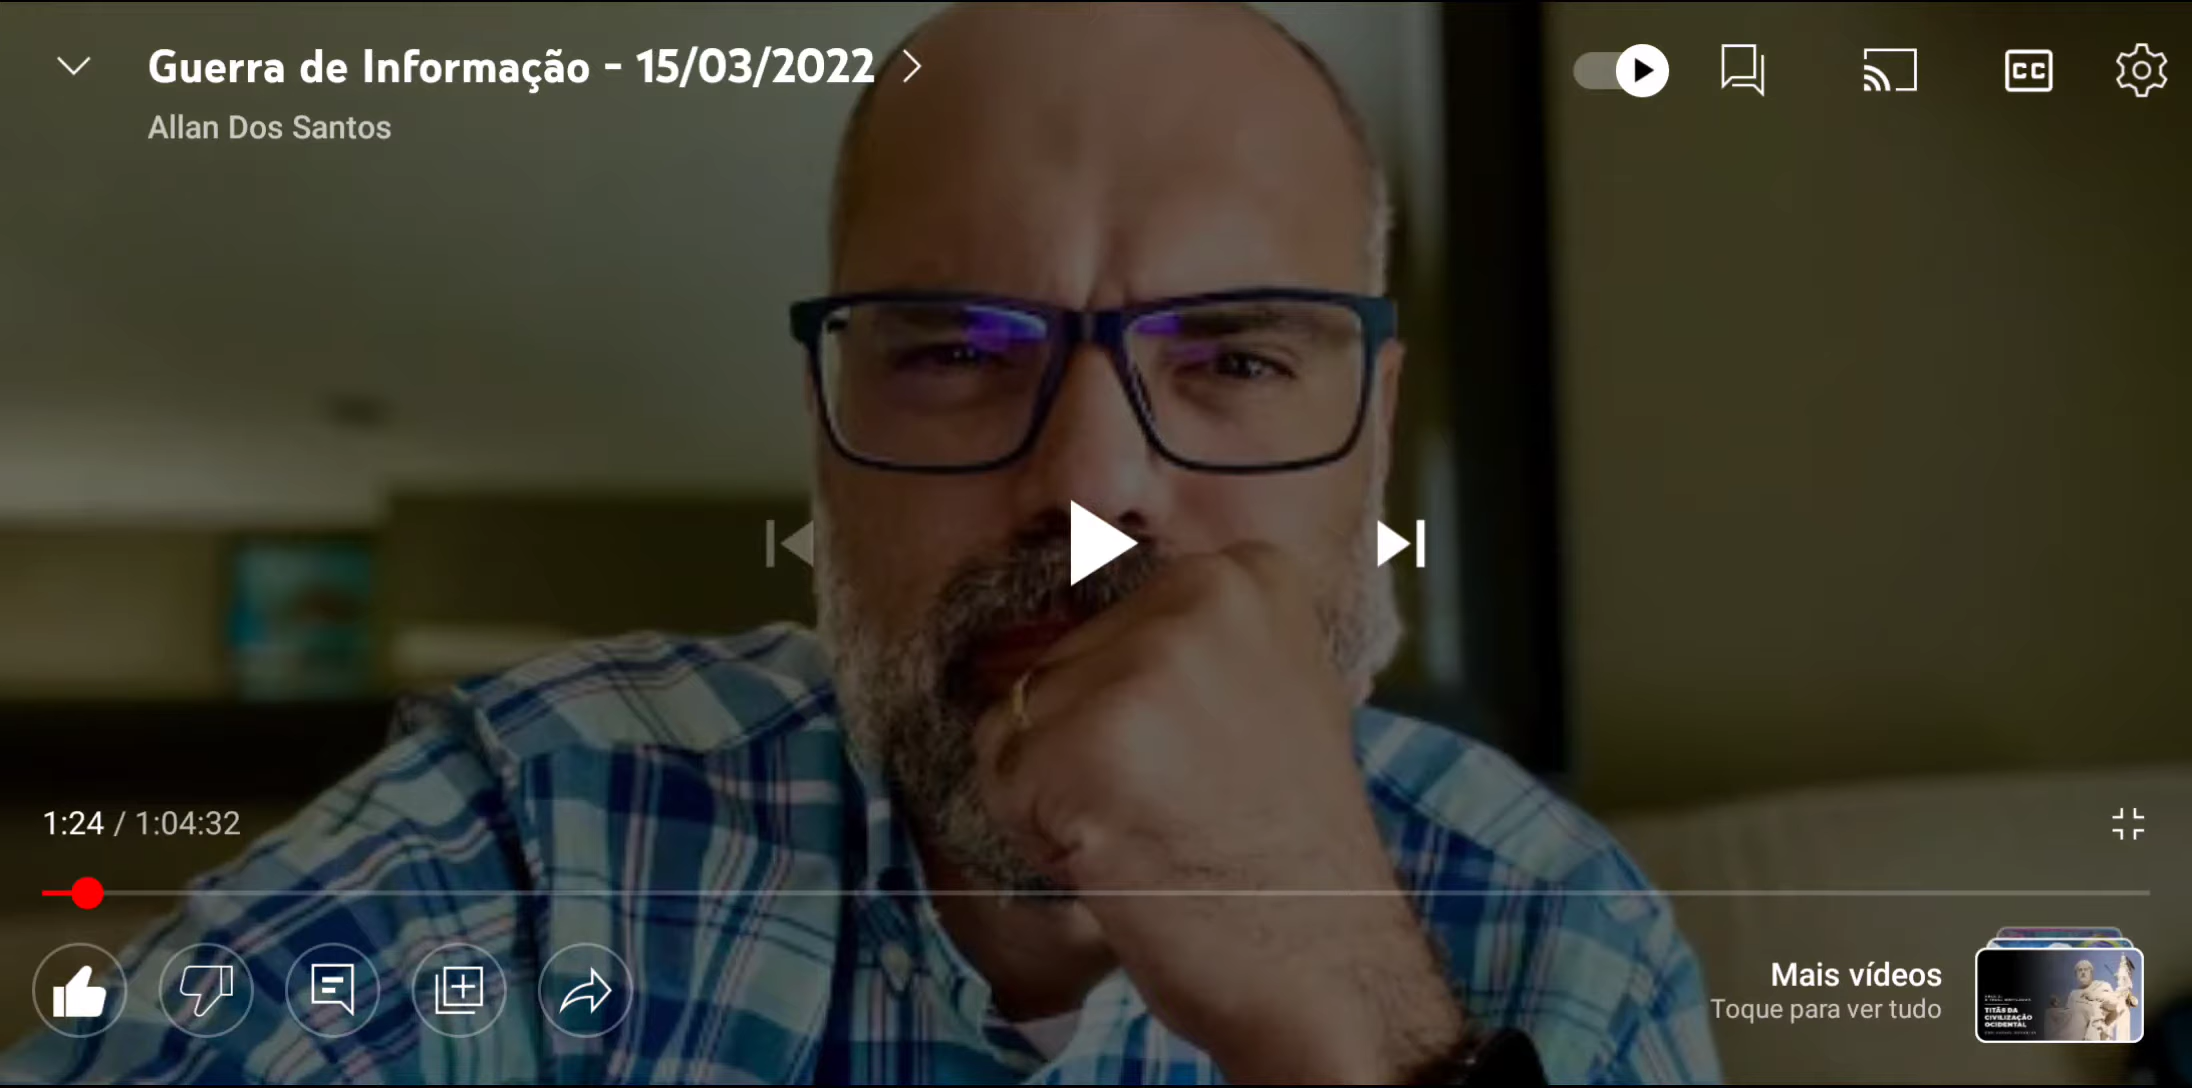 Guerra de Informação - 15/03/2022
Allan Dos Santos
CC
1:24 / 1:04:32
Mais vídeos
Toque para ver tudo
TITÃS DA
CIVILIZAÇÃO
OCIDENTAL